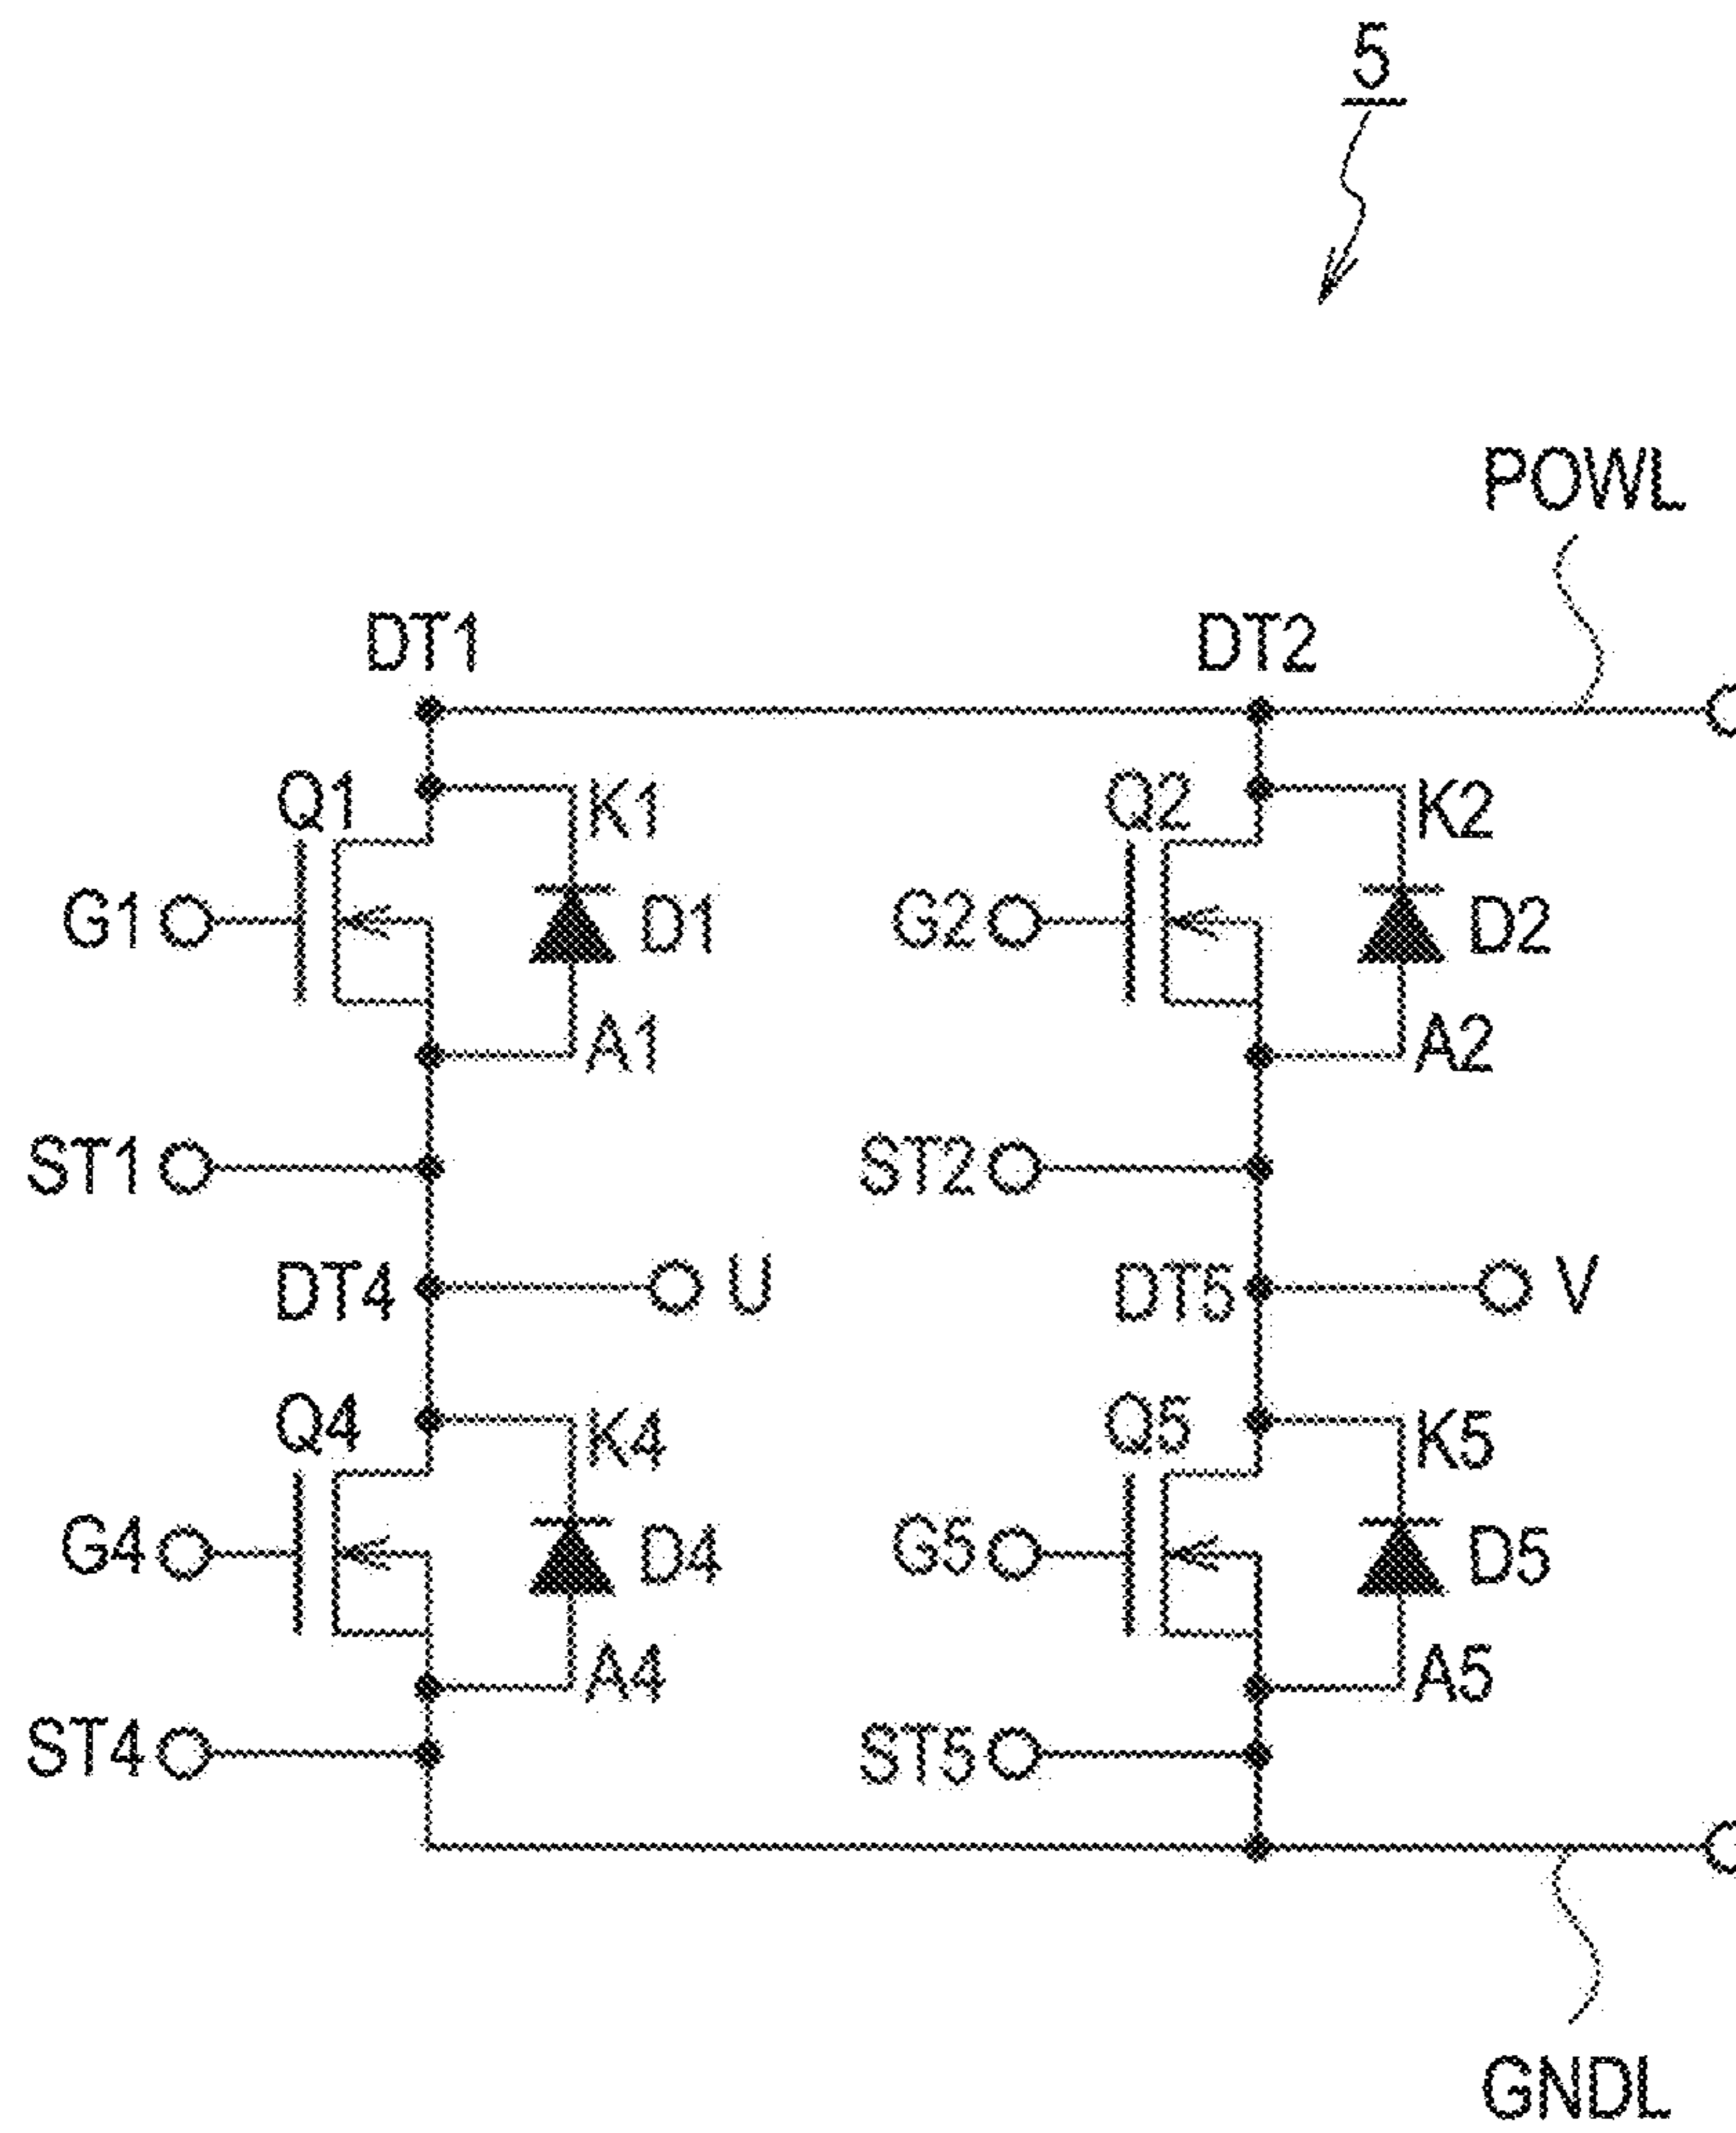 5
POWL
DT1 DT2
Q1 K1 Q2 K2
G1 D1 G2 D2
A1 A2
ST1 ST2
DT4 U DT5 V
Q4 K4 Q5 K5
G4 D4 G5 D5
A4 A5
ST4 ST5
GNDL